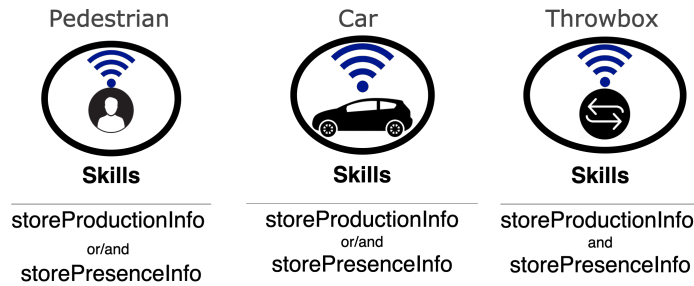 Pedestrian
Skills
storeProductionInfo
or/and
storePresenceInfo
Car
Skills
storeProductionInfo
or/and
storePresenceInfo
Throwbox
Skills
storeProductionInfo
and
storePresenceInfo